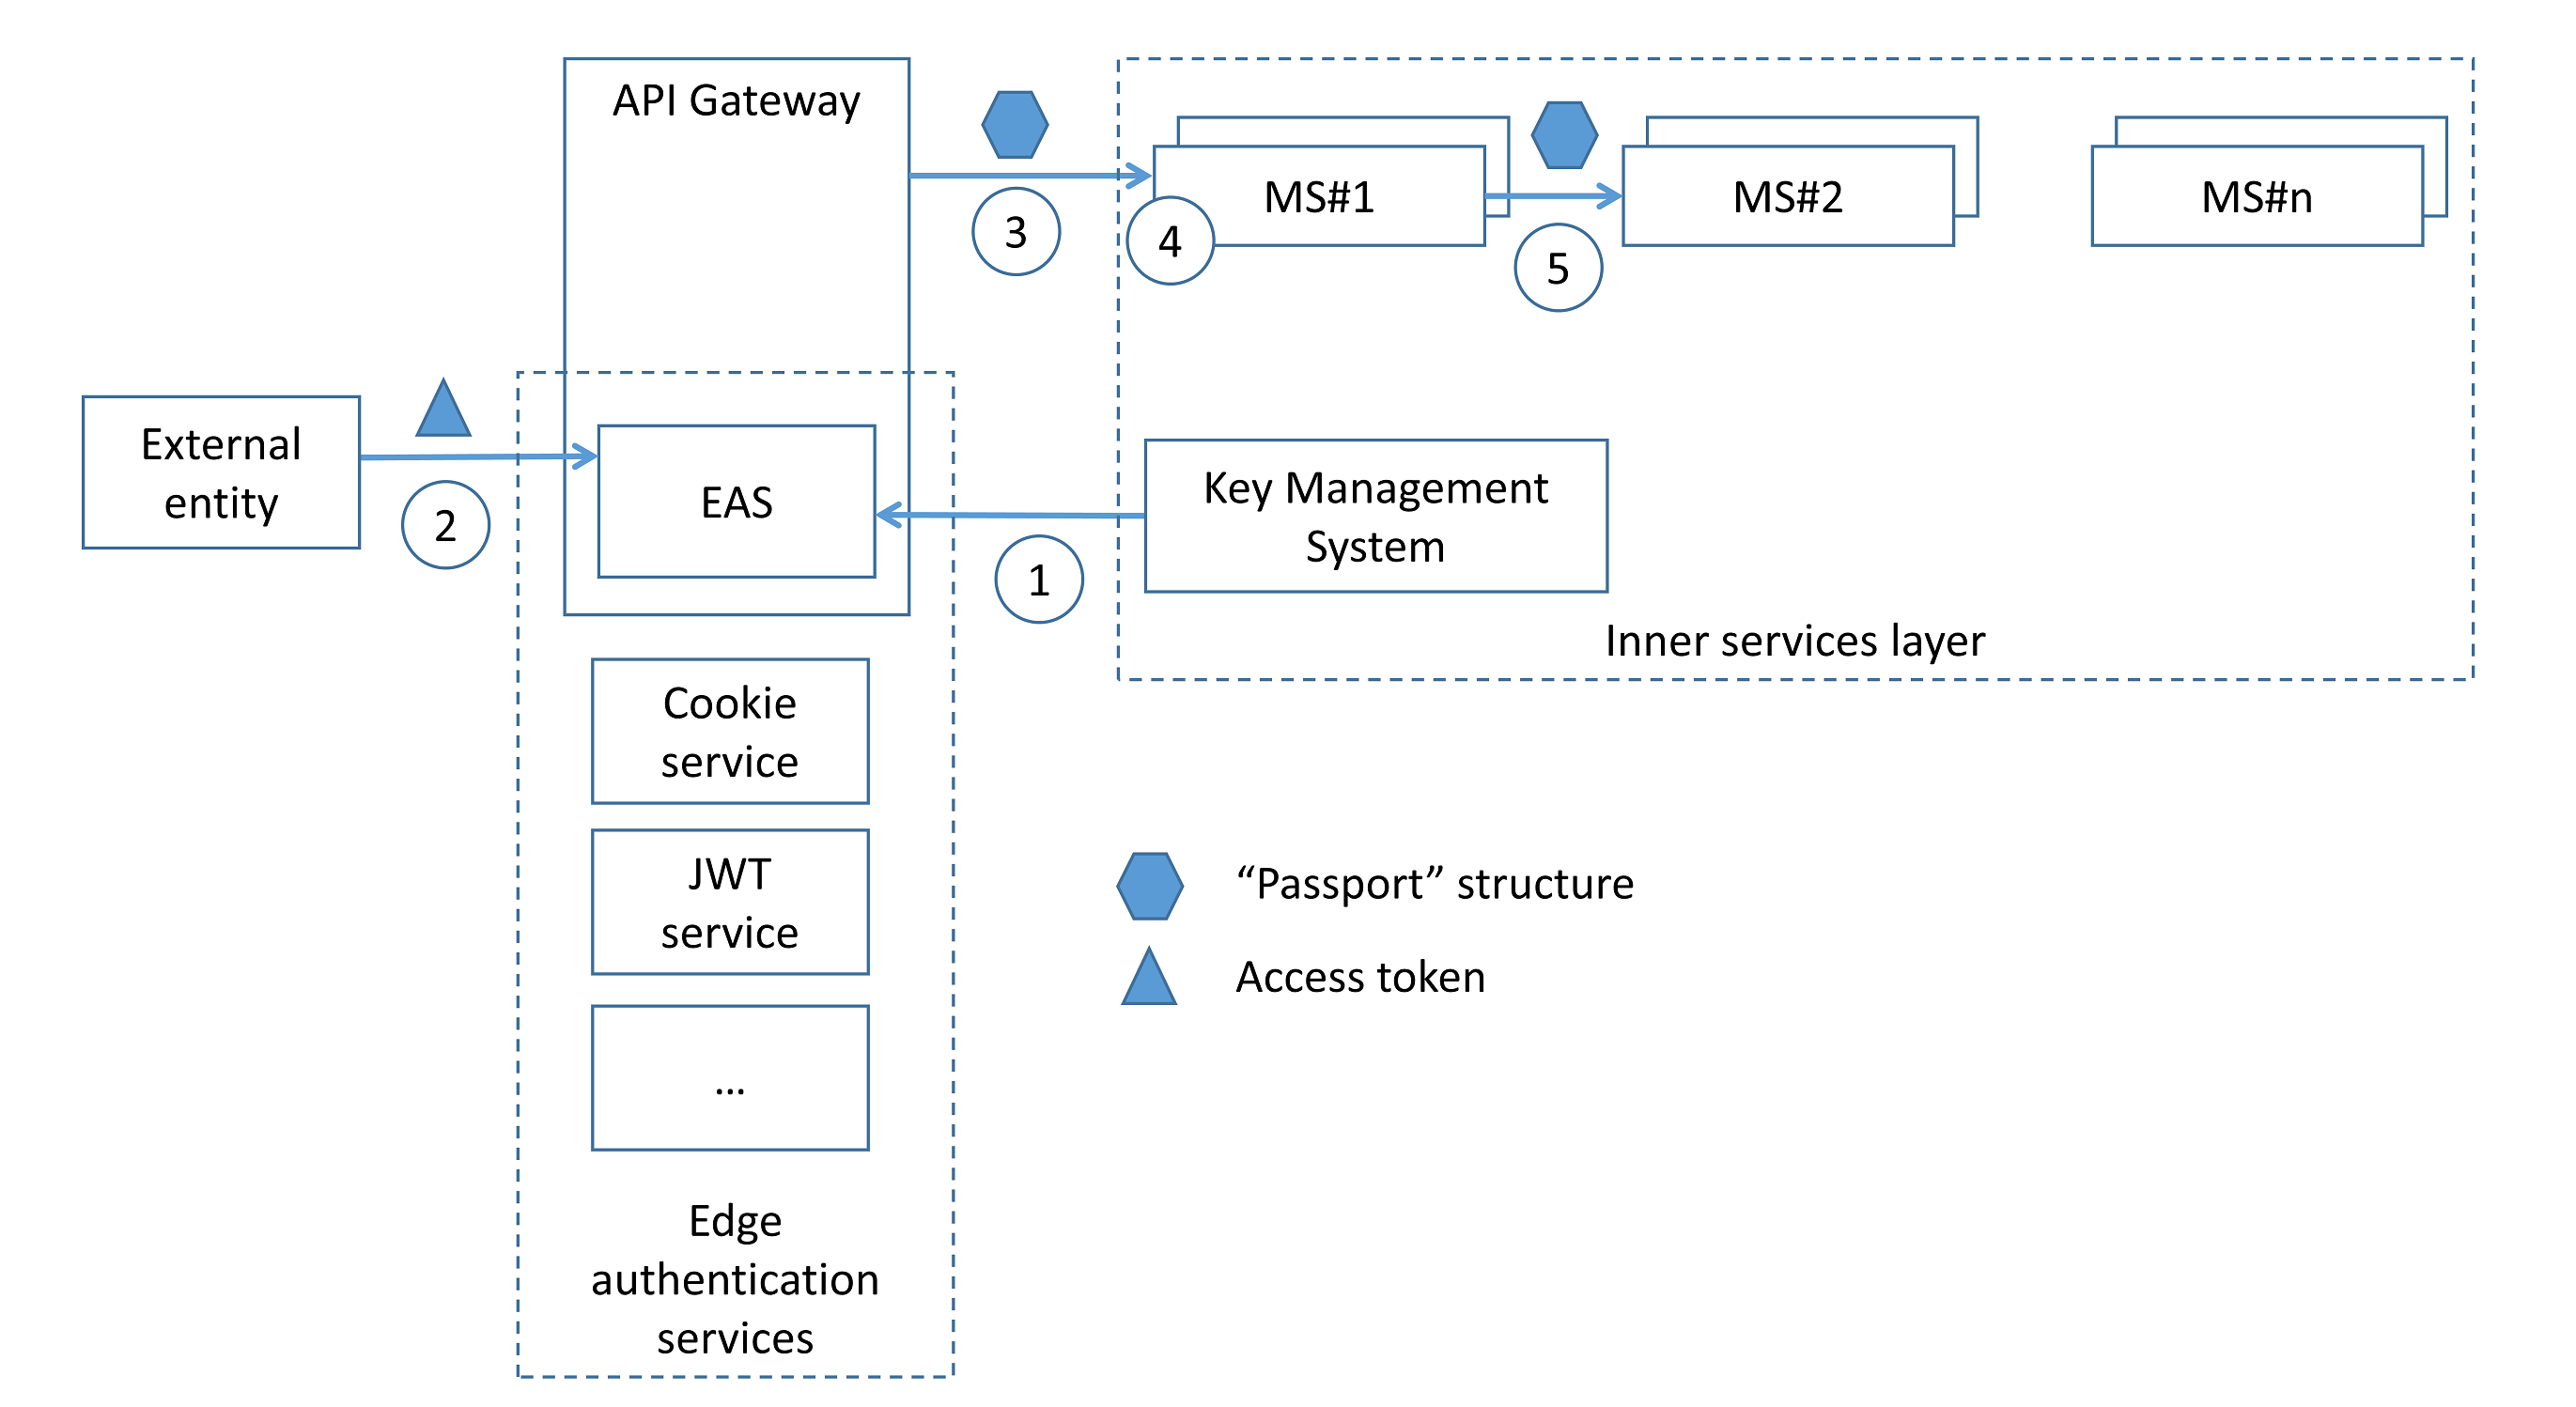 API Gateway
3
MS#1
4
5
MS#2
MS#n
External
entity
2
EAS
1
Key Management
System
Inner services layer
Cookie
service
JWT
service
...
Edge
authentication
services
“Passport” structure
Access token